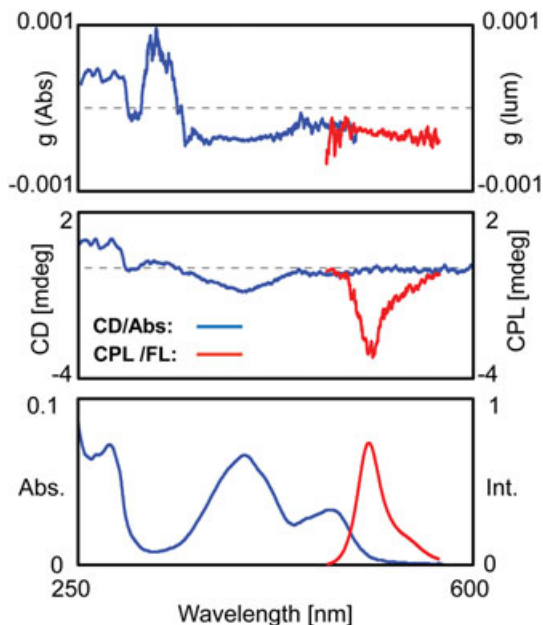 0.001 0.001
g (Abs) g (lum)
-0.001 -0.001
2 2
CD [mdeg] CPL [mdeg]
CD/Abs:
CPL /FL:
-4 -4
0.1 1
Abs. Int.
0 0
250 600
Wavelength [nm]